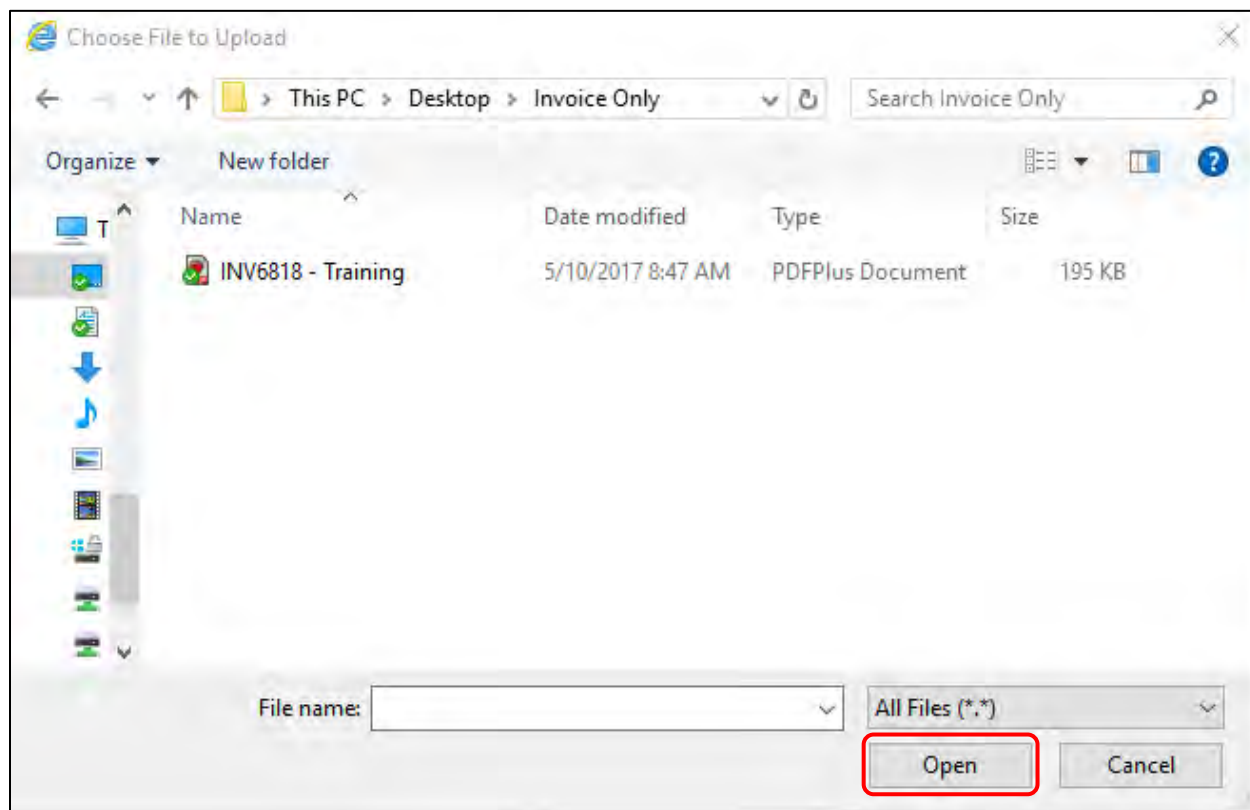 Choose File to Upload
This PC > Desktop > Invoice Only
Search Invoice Only
Organize
New folder
T
Name
Date modified
Type
Size
INV6818 - Training
5/10/2017 8:47 AM
PDFPlus Document
195 KB
File name:
All Files (*.*)
Open
Cancel